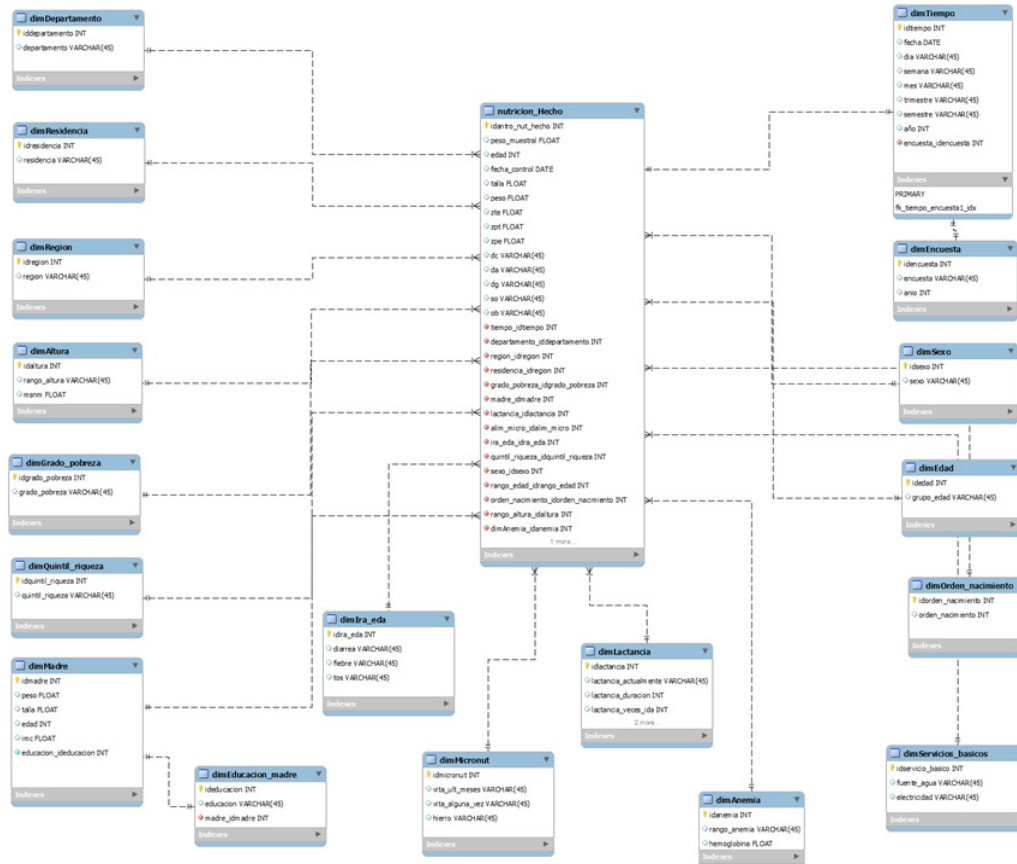 dimDepartamento
iddepartamento INT
departamento VARCHAR(45)
Indexes
dimResidencia
idresidencia INT
residencia VARCHAR(45)
Indexes
dimRegion
idregion INT
region VARCHAR(45)
Indexes
dimAltura
idaltura INT
rango_altura VARCHAR(45)
msnm FLOAT
Indexes
dimGrado_pobreza
idgrado_pobreza INT
grado_pobreza VARCHAR(45)
Indexes
dimQuintil_riqueza
idquintil_riqueza INT
quintil_riqueza VARCHAR(45)
Indexes
dimMadre
idmadre INT
peso FLOAT
talla FLOAT
edad INT
imc FLOAT
educacion_ideducacion INT
Indexes
dimEducacion_madre
ideducacion INT
educacion VARCHAR(45)
madre_idmadre INT
Indexes
dimIra_eda
idira_eda INT
diarrea VARCHAR(45)
fiebre VARCHAR(45)
tos VARCHAR(45)
Indexes
nutricion_Hecho
idantro_nut_hecho INT
peso_muestral FLOAT
edad INT
fecha_control DATE
talla FLOAT
peso FLOAT
zte FLOAT
zpt FLOAT
zpe FLOAT
dc VARCHAR(45)
da VARCHAR(45)
dg VARCHAR(45)
so VARCHAR(45)
ob VARCHAR(45)
tiempo_idtiempo INT
departamento_iddepartamento INT
region_idregion INT
residencia_idregion INT
grado_pobreza_idgrado_pobreza INT
madre_idmadre INT
lactancia_idlactancia INT
alim_micro_idalim_micro INT
ira_eda_idira_eda INT
quintil_riqueza_idquintil_riqueza INT
sexo_idsexo INT
rango_edad_idrango_edad INT
orden_nacimiento_idorden_nacimiento INT
rango_altura_idaltura INT
dimAnemia_idanemia INT
1 more...
Indexes
dimMicronut
idmicronut INT
vita_ult_meses VARCHAR(45)
vita_alguna_vez VARCHAR(45)
hierro VARCHAR(45)
Indexes
dimLactancia
idlactancia INT
lactancia_actualmente VARCHAR(45)
lactancia_duracion INT
lactancia_veces_ida INT
2 more...
Indexes
dimAnemia
idanemia INT
rango_anemia VARCHAR(45)
hemoglobina FLOAT
Indexes
dimTiempo
idtiempo INT
fecha DATE
dia VARCHAR(45)
semana VARCHAR(45)
mes VARCHAR(45)
trimestre VARCHAR(45)
semestre VARCHAR(45)
año INT
encuesta_idencuesta INT
Indexes
PRIMARY
fk_tiempo_encuesta1_idx
dimEncuesta
idencuesta INT
encuesta VARCHAR(45)
anio INT
Indexes
dimSexo
idsexo INT
sexo VARCHAR(45)
Indexes
dimEdad
idedad INT
grupo_edad VARCHAR(45)
Indexes
dimOrden_nacimiento
idorden_nacimiento INT
orden_nacimiento INT
Indexes
dimServicios_basicos
idservicio_basico INT
fuente_agua VARCHAR(45)
electricidad VARCHAR(45)
Indexes